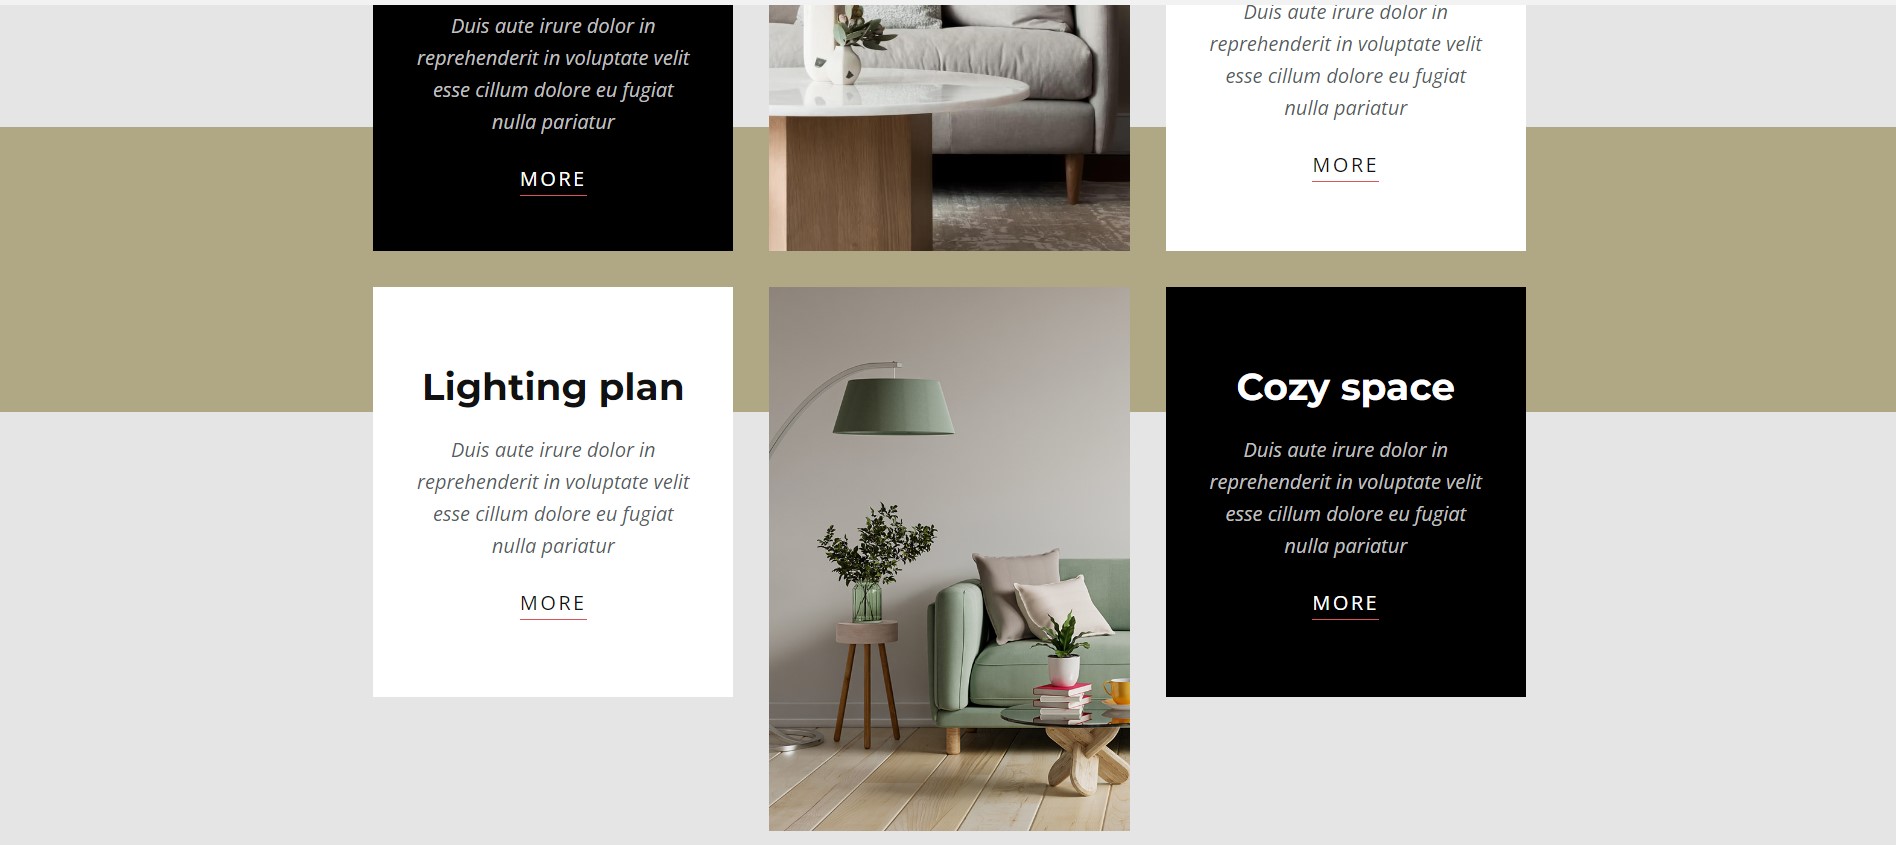 Duis aute irure dolor in
reprehenderit in voluptate velit
esse cillum dolore eu fugiat
nulla pariatur
MORE
Duis aute irure dolor in
reprehenderit in voluptate velit
esse cillum dolore eu fugiat
nulla pariatur
MORE
Lighting plan
Duis aute irure dolor in
reprehenderit in voluptate velit
esse cillum dolore eu fugiat
nulla pariatur
MORE
Cozy space
Duis aute irure dolor in
reprehenderit in voluptate velit
esse cillum dolore eu fugiat
nulla pariatur
MORE